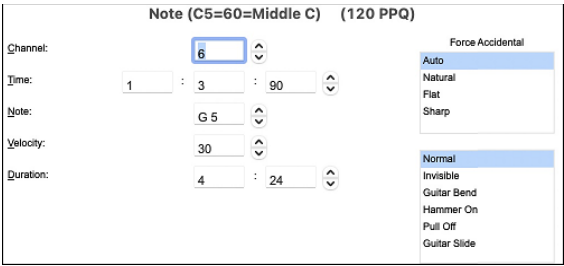 Note (C5=60=Middle C) (120 PPQ)
Channel: 6
Time: 1 : 3 : 90
Note: G 5
Velocity: 30
Duration: 4 : 24
Force Accidental
Auto
Natural
Flat
Sharp
Normal
Invisible
Guitar Bend
Hammer On
Pull Off
Guitar Slide